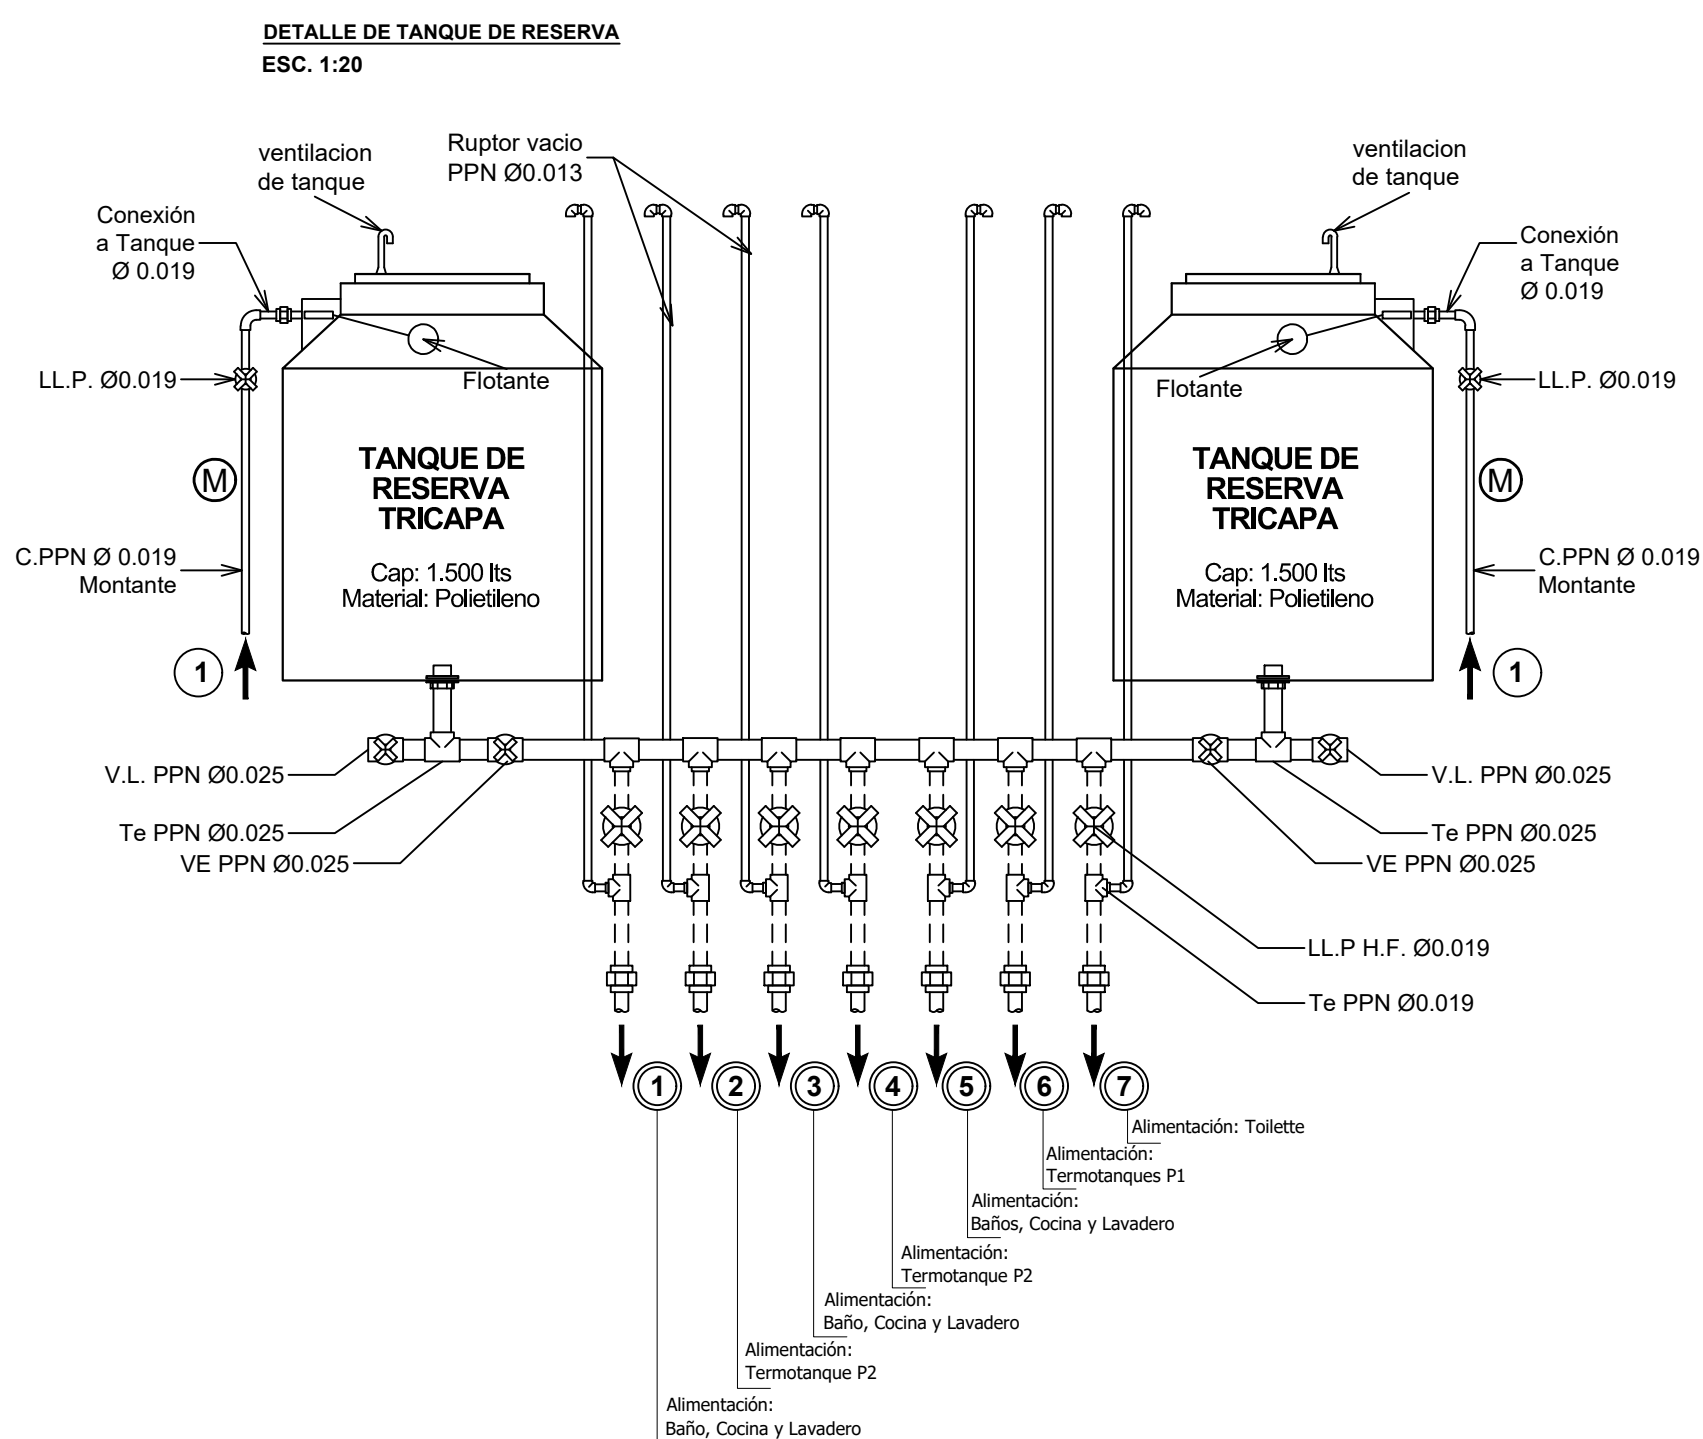 DETALLE DE TANQUE DE RESERVA
ESC. 1:20
ventilacion
de tanque
Ruptor vacio
PPN Ø0.013
ventilacion
de tanque
Conexión
a Tanque
Ø 0.019
Conexión
a Tanque
Ø 0.019
LL.P. Ø0.019
Flotante
Flotante
LL.P. Ø0.019
M
TANQUE DE
RESERVA
TRICAPA
Cap: 1.500 lts
Material: Polietileno
TANQUE DE
RESERVA
TRICAPA
Cap: 1.500 lts
Material: Polietileno
M
C.PPN Ø 0.019
Montante
C.PPN Ø 0.019
Montante
1
1
V.L. PPN Ø0.025
Te PPN Ø0.025
VE PPN Ø0.025
V.L. PPN Ø0.025
Te PPN Ø0.025
VE PPN Ø0.025
LL.P H.F. Ø0.019
Te PPN Ø0.019
1 2 3 4 5 6 7
Alimentación: Toilette
Alimentación:
Termotanques P1
Alimentación:
Baños, Cocina y Lavadero
Alimentación:
Termotanque P2
Alimentación:
Baño, Cocina y Lavadero
Alimentación:
Termotanque P2
Alimentación:
Baño, Cocina y Lavadero